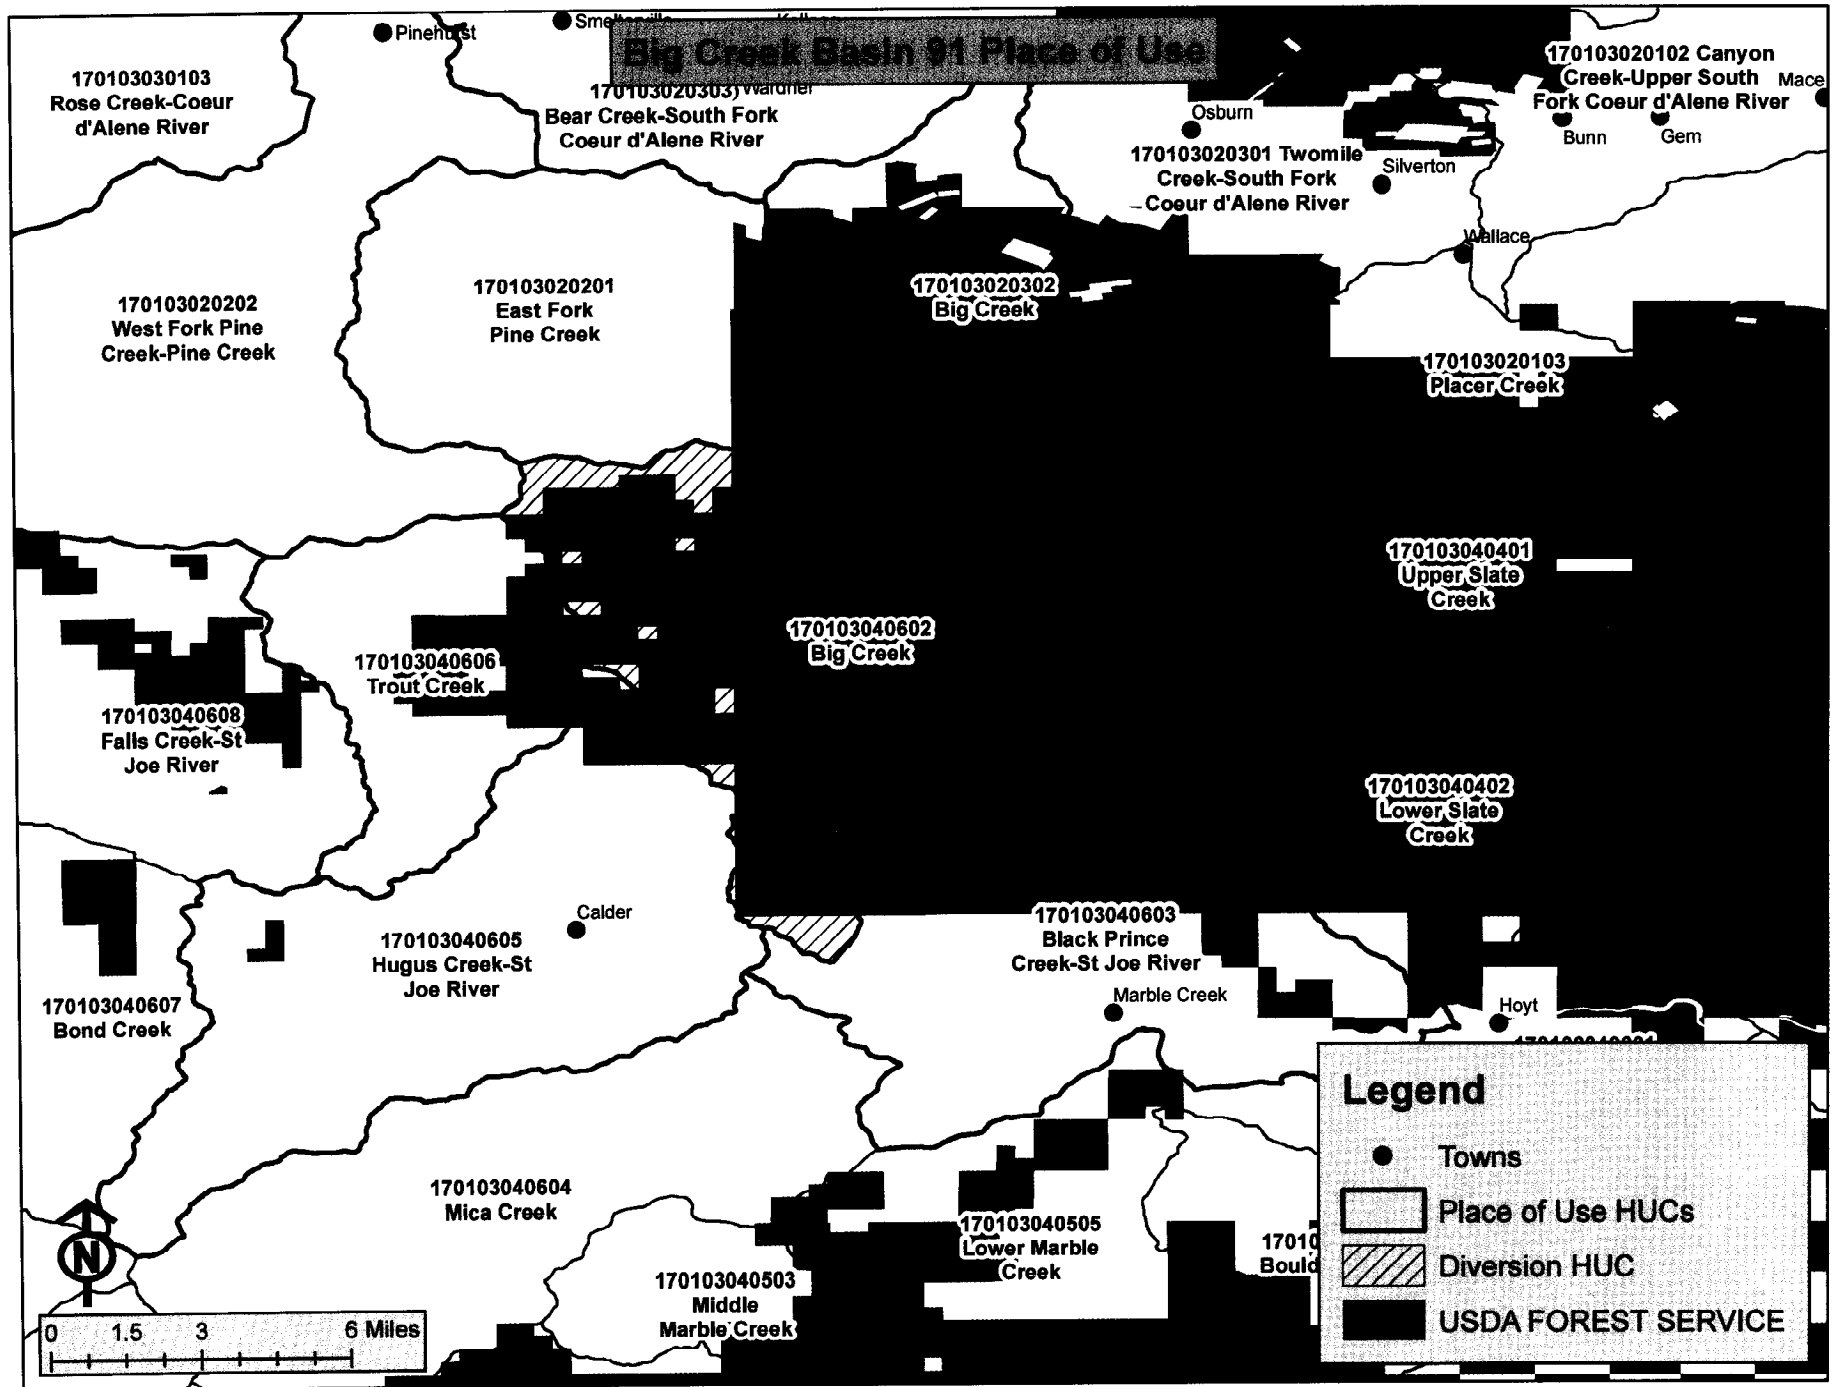 Pinehurst
Big Creek Basin 91 Place of Use
170103030103
Rose Creek-Coeur
d'Alene River
170103020303
Wardner
Bear Creek-South Fork
Coeur d'Alene River
170103020102 Canyon
Creek-Upper South
Fork Coeur d'Alene River
Mace
Osburn
Bunn
Gem
170103020301 Twomile
Creek-South Fork
Coeur d'Alene River
Silverton
Wallace
170103020202
West Fork Pine
Creek-Pine Creek
170103020201
East Fork
Pine Creek
170103020302
Big Creek
170103020103
Placer Creek
170103040401
Upper Slate
Creek
170103040602
Big Creek
170103040606
Trout Creek
170103040608
Falls Creek-St
Joe River
170103040402
Lower Slate
Creek
Calder
170103040605
Hugus Creek-St
Joe River
170103040603
Black Prince
Creek-St Joe River
Marble Creek
Hoyt
170103040607
Bond Creek
170103040604
Mica Creek
170103040505
Lower Marble
Creek
170103040503
Middle
Marble Creek
17010
Bould
Legend
Towns
Place of Use HUCs
Diversion HUC
USDA FOREST SERVICE
N
0 1.5 3 6 Miles